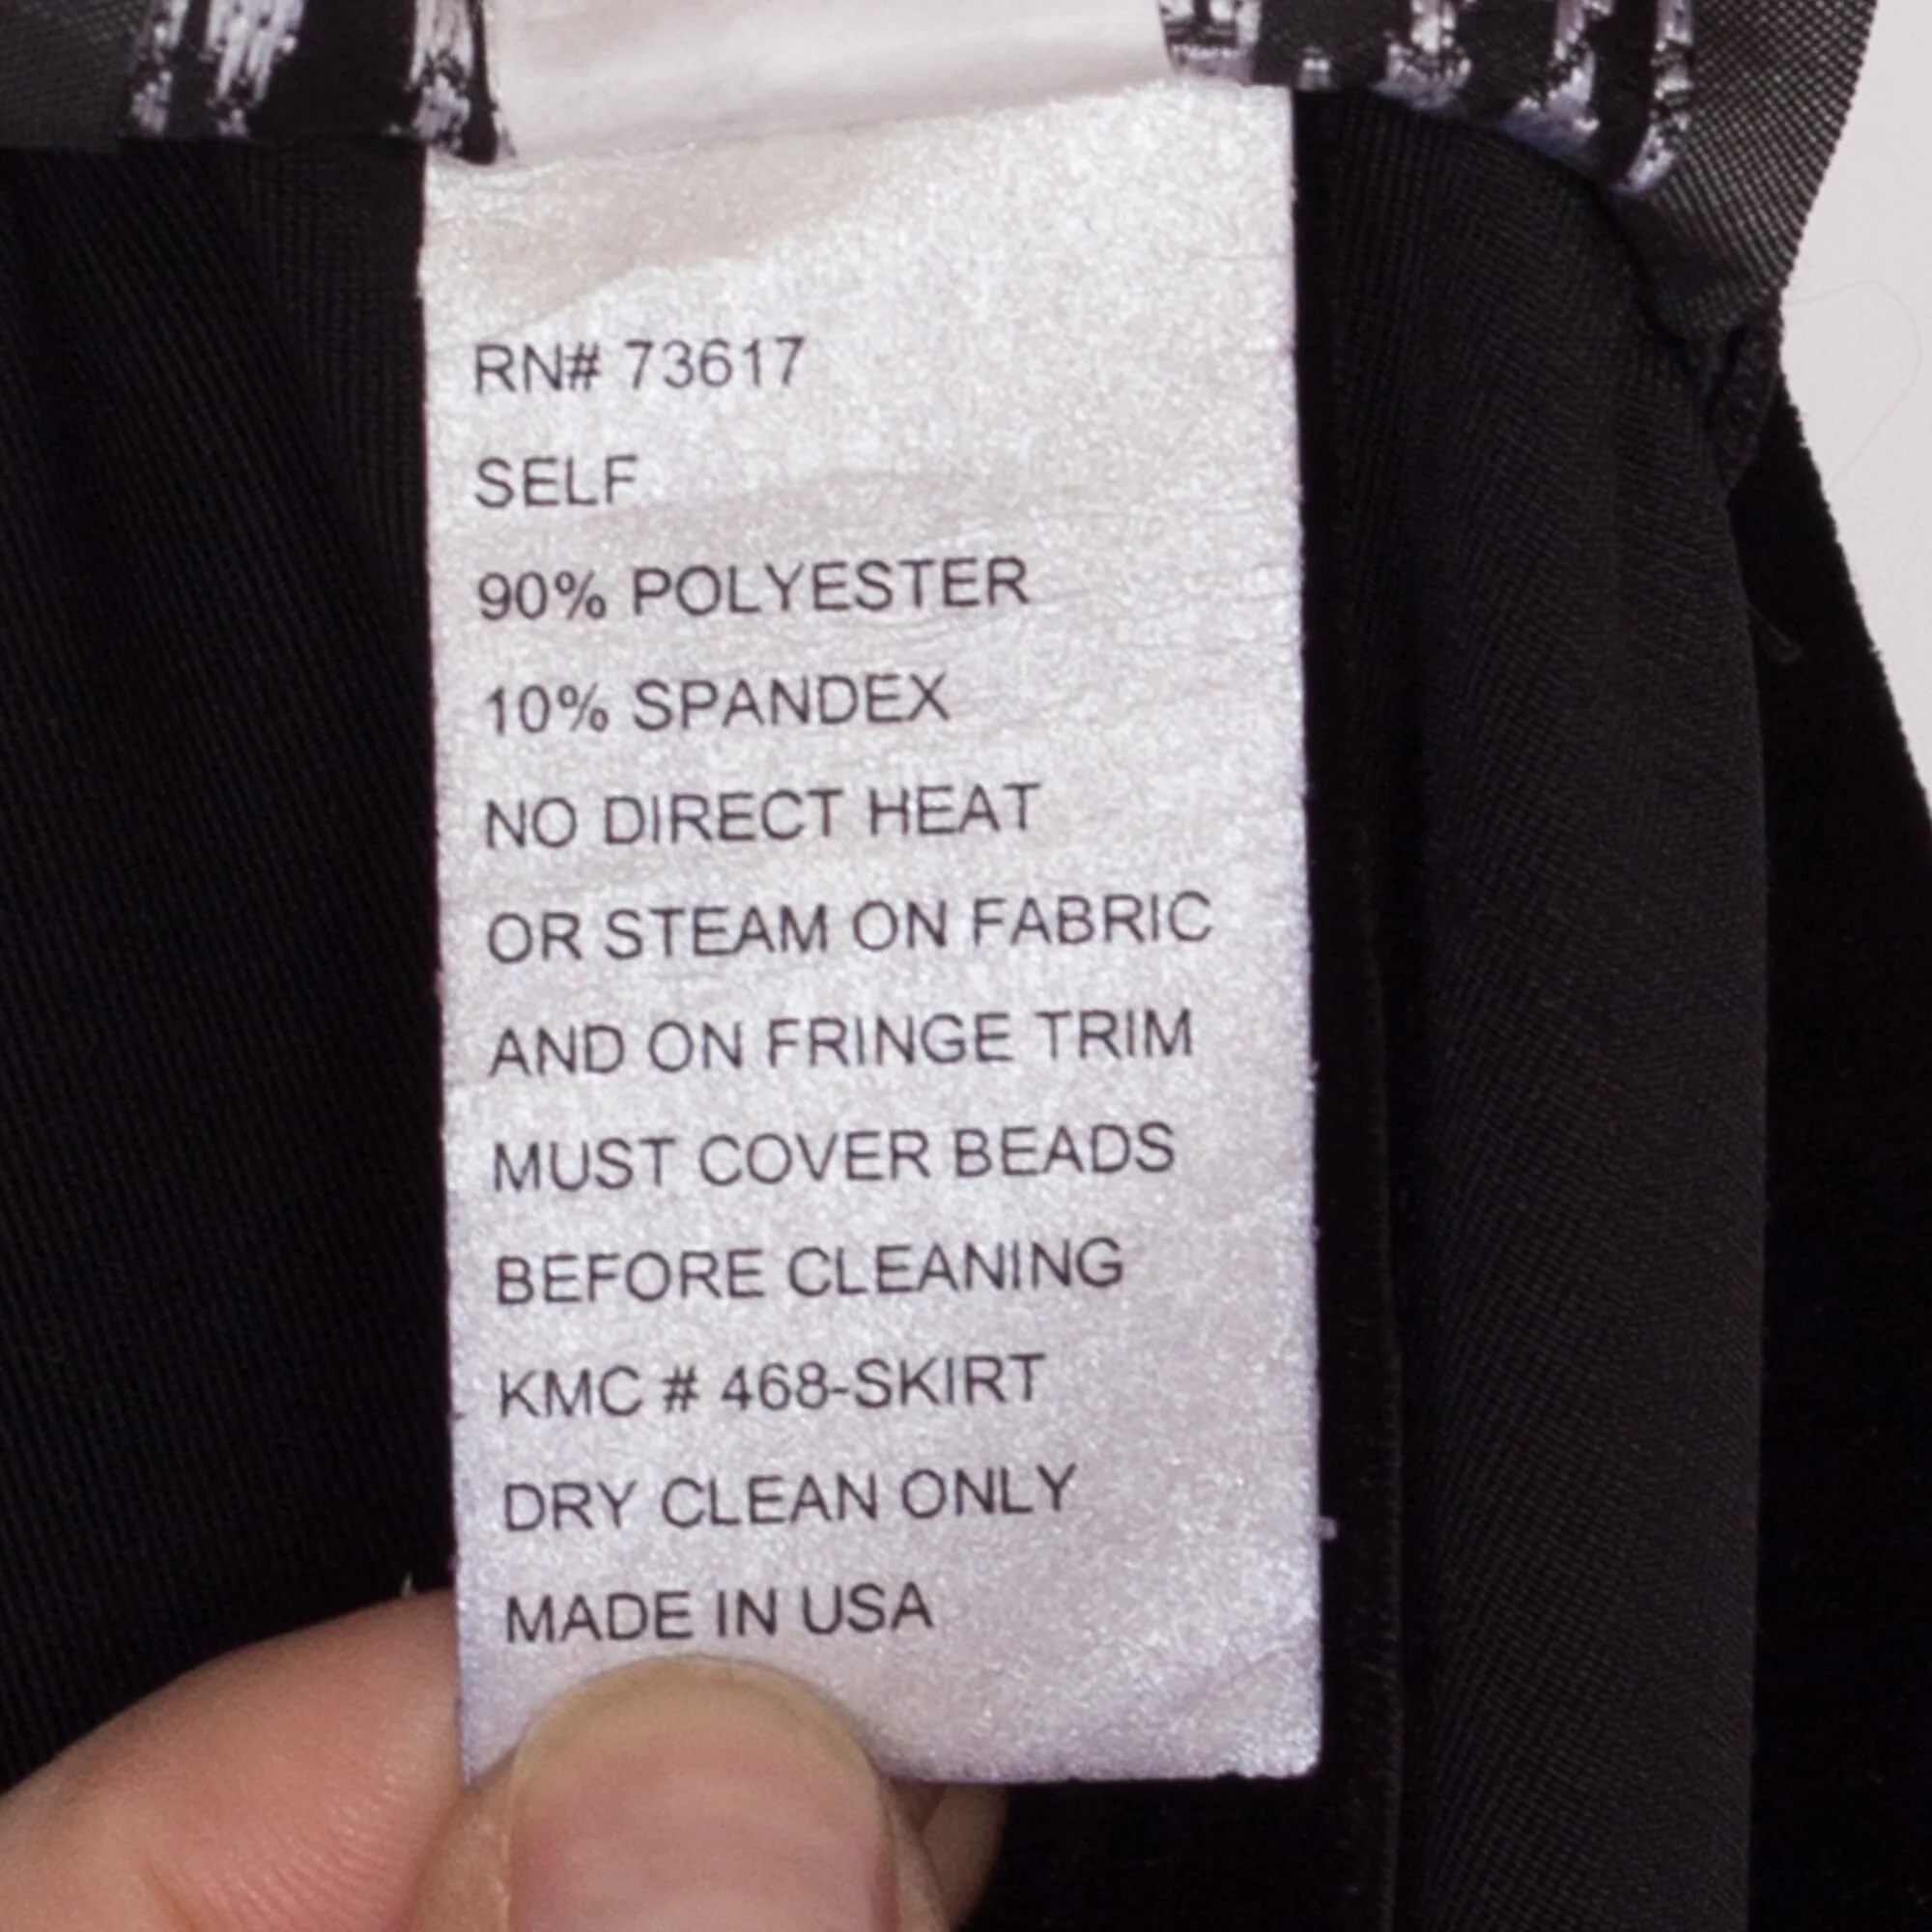 RN# 73617
SELF
90% POLYESTER
10% SPANDEX
NO DIRECT HEAT
OR STEAM ON FABRIC
AND ON FRINGE TRIM
MUST COVER BEADS
BEFORE CLEANING
KMC # 468-SKIRT
DRY CLEAN ONLY
MADE IN USA